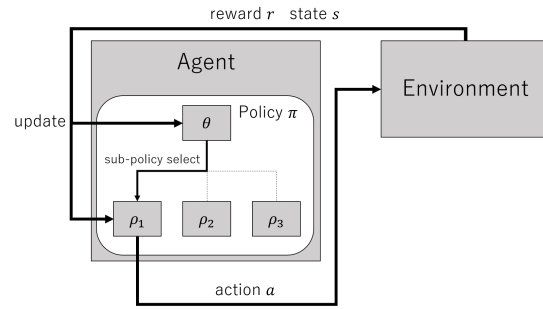 reward r state s
Agent
Environment
Policy π
θ
update
sub-policy select
ρ₁ ρ₂ ρ₃
action a